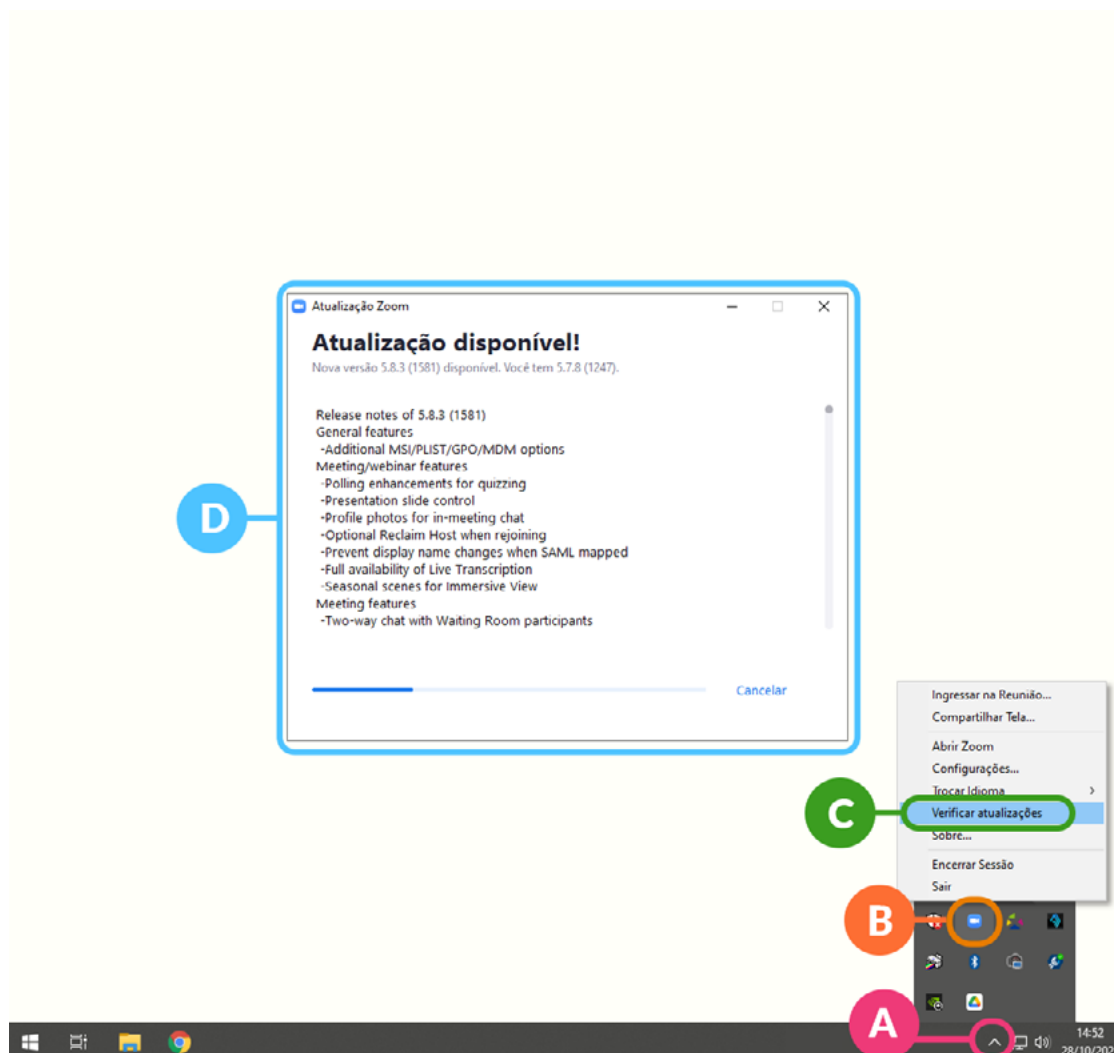 Atualização Zoom
Atualização disponível!
Nova versão 5.8.3 (1581) disponível. Você tem 5.7.8 (1247).
Release notes of 5.8.3 (1581)
General features
-Additional MSI/PLIST/GPO/MDM options
Meeting/webinar features
-Polling enhancements for quizzing
-Presentation slide control
-Profile photos for in-meeting chat
-Optional Reclaim Host when rejoining
-Prevent display name changes when SAML mapped
-Full availability of Live Transcription
-Seasonal scenes for Immersive View
Meeting features
-Two-way chat with Waiting Room participants
Cancelar
D
Ingressar na Reunião...
Compartilhar Tela...
Abrir Zoom
Configurações...
Trocar Idioma
Verificar atualizações
C
Sobre...
Encerrar Sessão
Sair
B
A
14:52
28/10/202